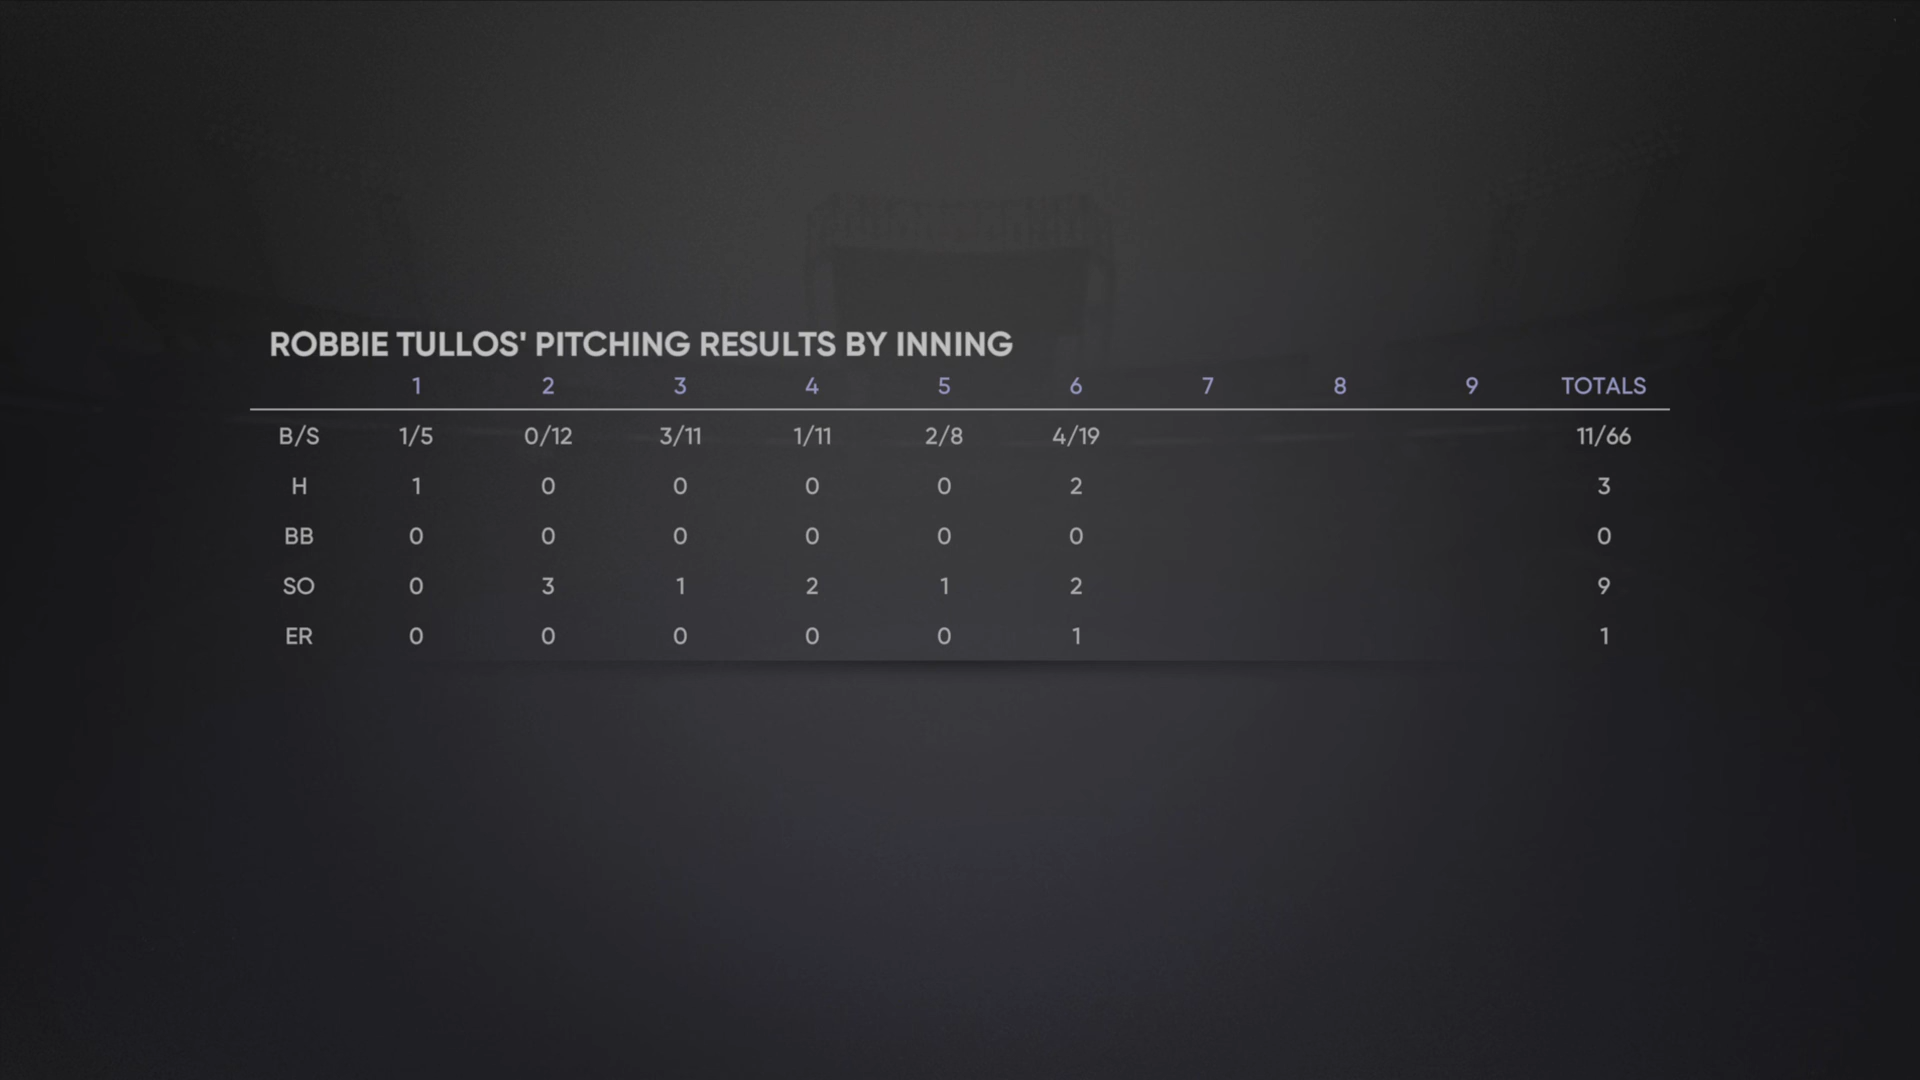 ROBBIE TULLOS' PITCHING RESULTS BY INNING
1 2 3 4 5 6 7 8 9 TOTALS
B/S 1/5 0/12 3/11 1/11 2/8 4/19 11/66
H 1 0 0 0 0 2 3
BB 0 0 0 0 0 0 0
SO 0 3 1 2 1 2 9
ER 0 0 0 0 0 1 1